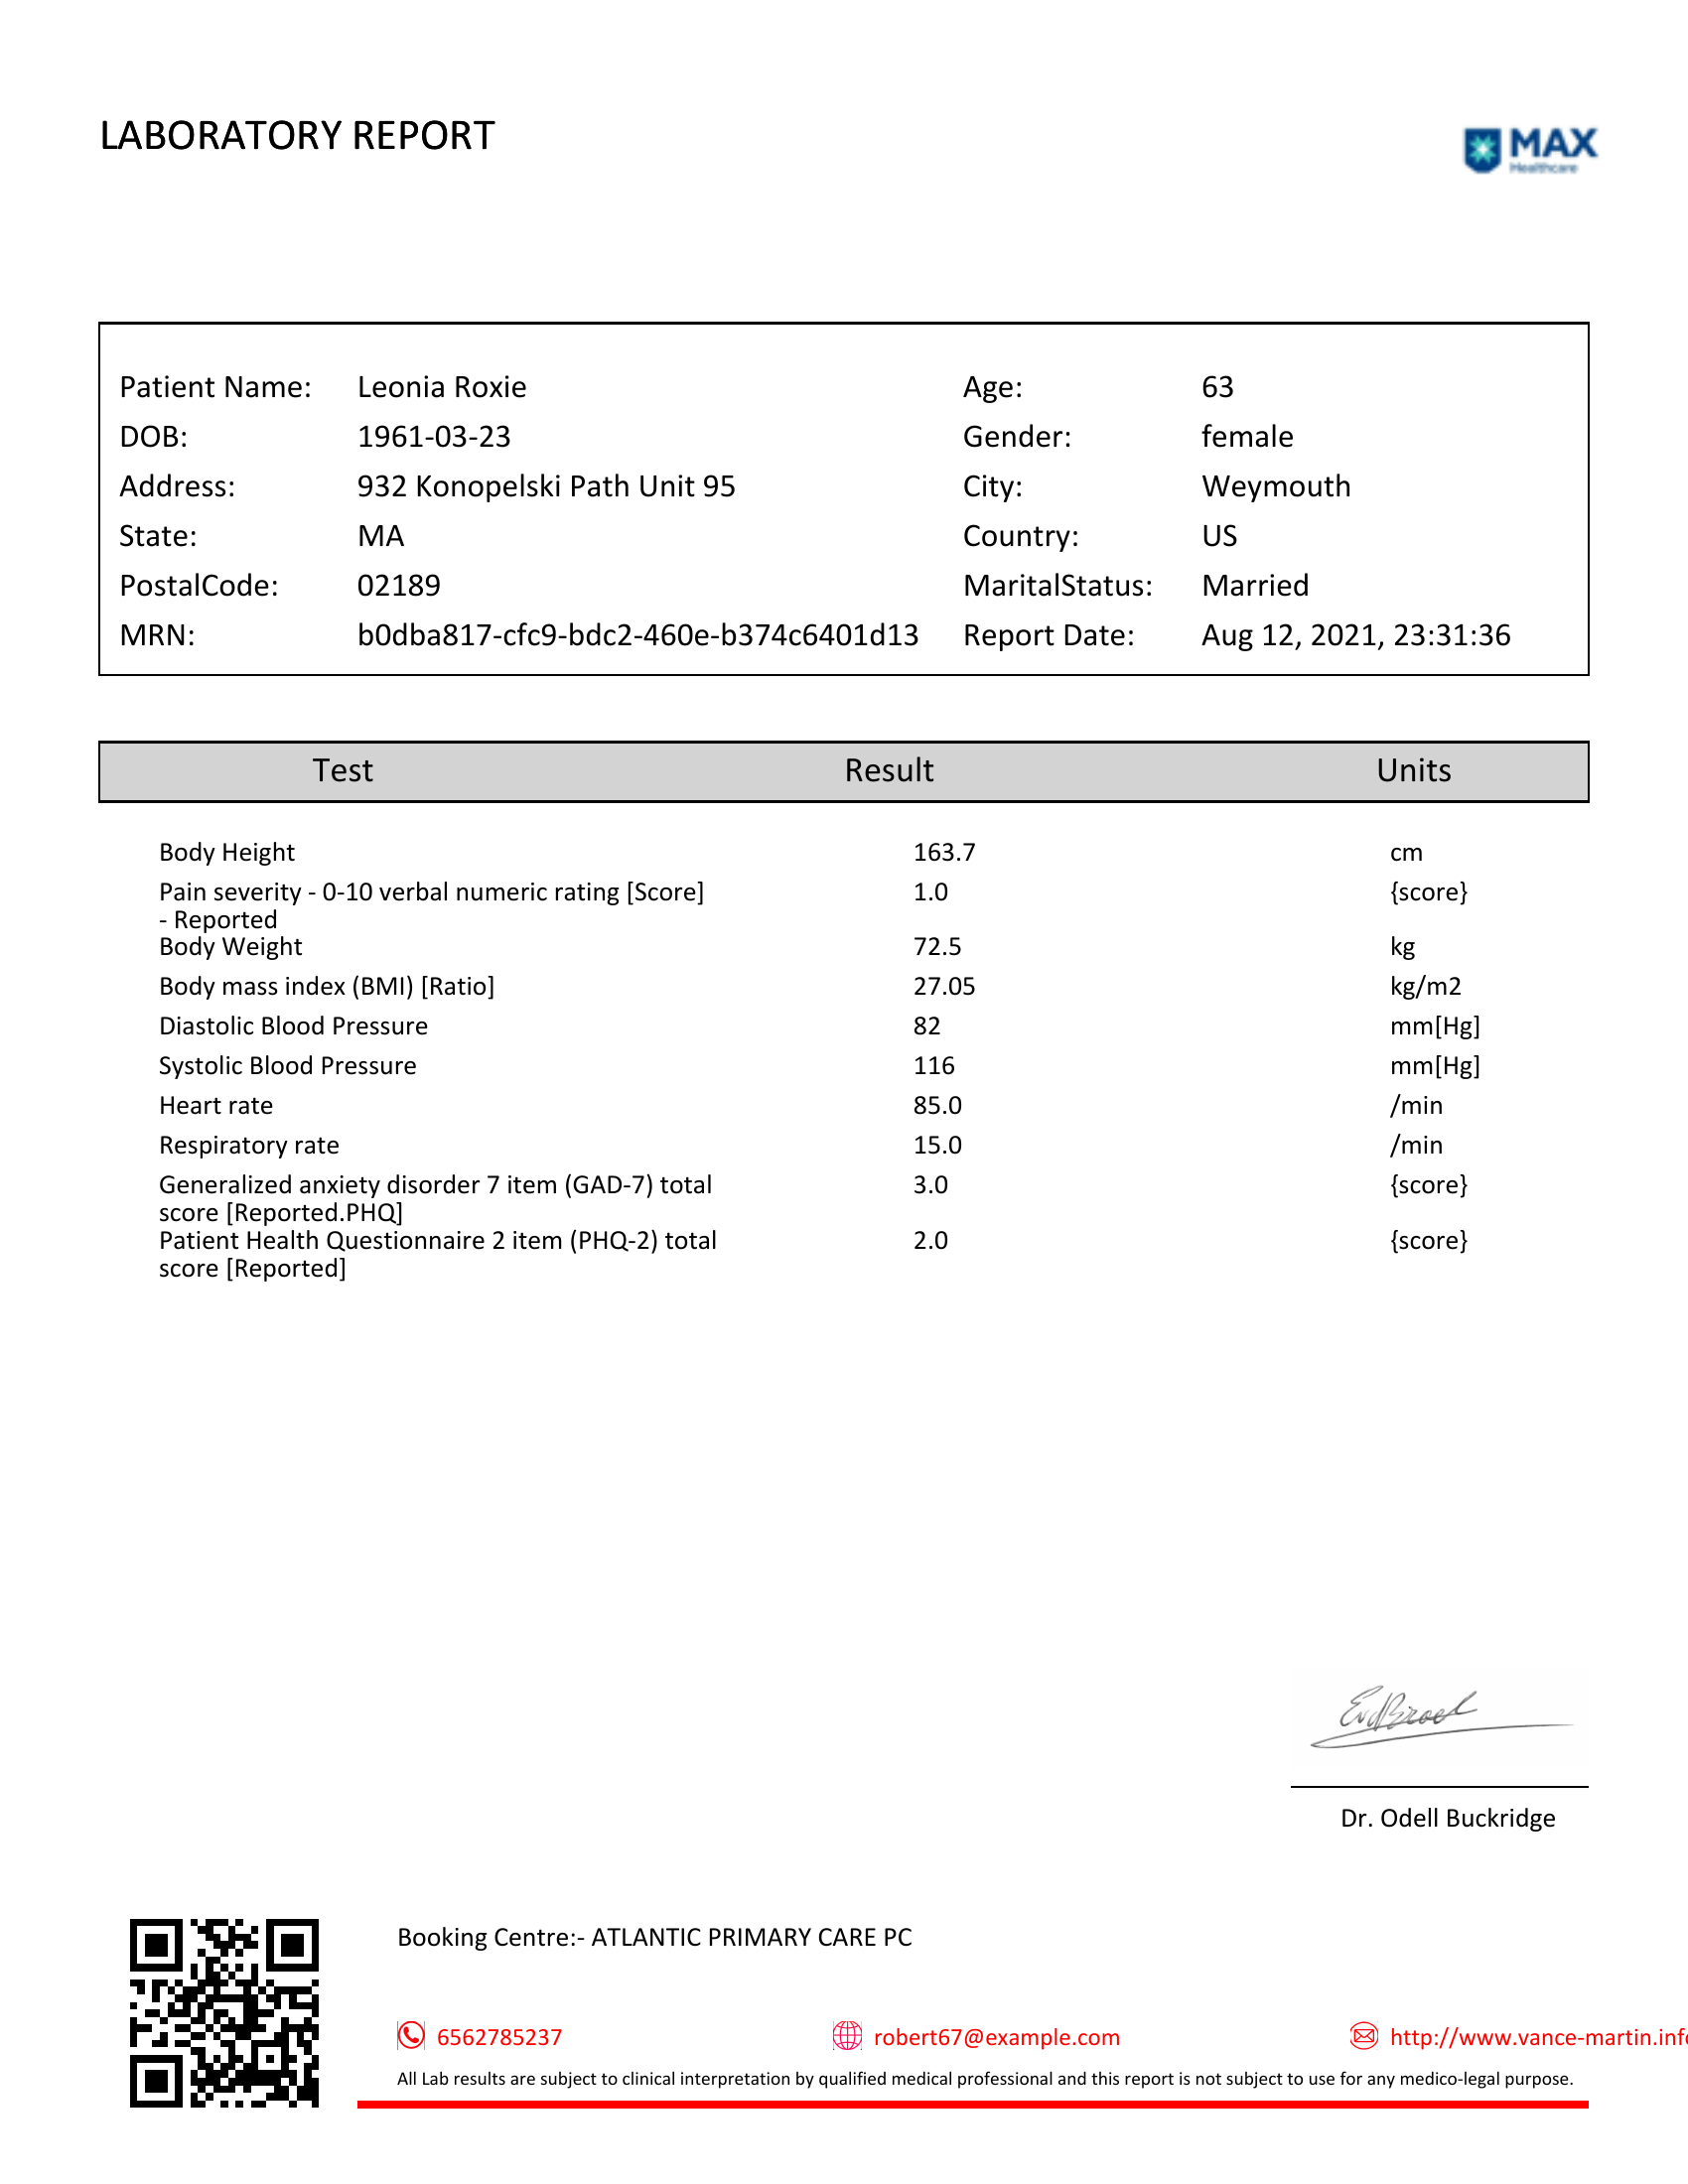 LABORATORY REPORT
MAX
Healthcare
Patient Name: Leonia Roxie Age: 63
DOB: 1961-03-23 Gender: female
Address: 932 Konopelski Path Unit 95 City: Weymouth
State: MA Country: US
PostalCode: 02189 MaritalStatus: Married
MRN: b0dba817-cfc9-bdc2-460e-b374c6401d13 Report Date: Aug 12, 2021, 23:31:36
Test Result Units
Body Height 163.7 cm
Pain severity - 0-10 verbal numeric rating [Score] 1.0 {score}
- Reported
Body Weight 72.5 kg
Body mass index (BMI) [Ratio] 27.05 kg/m2
Diastolic Blood Pressure 82 mm[Hg]
Systolic Blood Pressure 116 mm[Hg]
Heart rate 85.0 /min
Respiratory rate 15.0 /min
Generalized anxiety disorder 7 item (GAD-7) total 3.0 {score}
score [Reported.PHQ]
Patient Health Questionnaire 2 item (PHQ-2) total 2.0 {score}
score [Reported]
Dr. Odell Buckridge
Booking Centre:- ATLANTIC PRIMARY CARE PC
6562785237 robert67@example.com http://www.vance-martin.info
All Lab results are subject to clinical interpretation by qualified medical professional and this report is not subject to use for any medico-legal purpose.